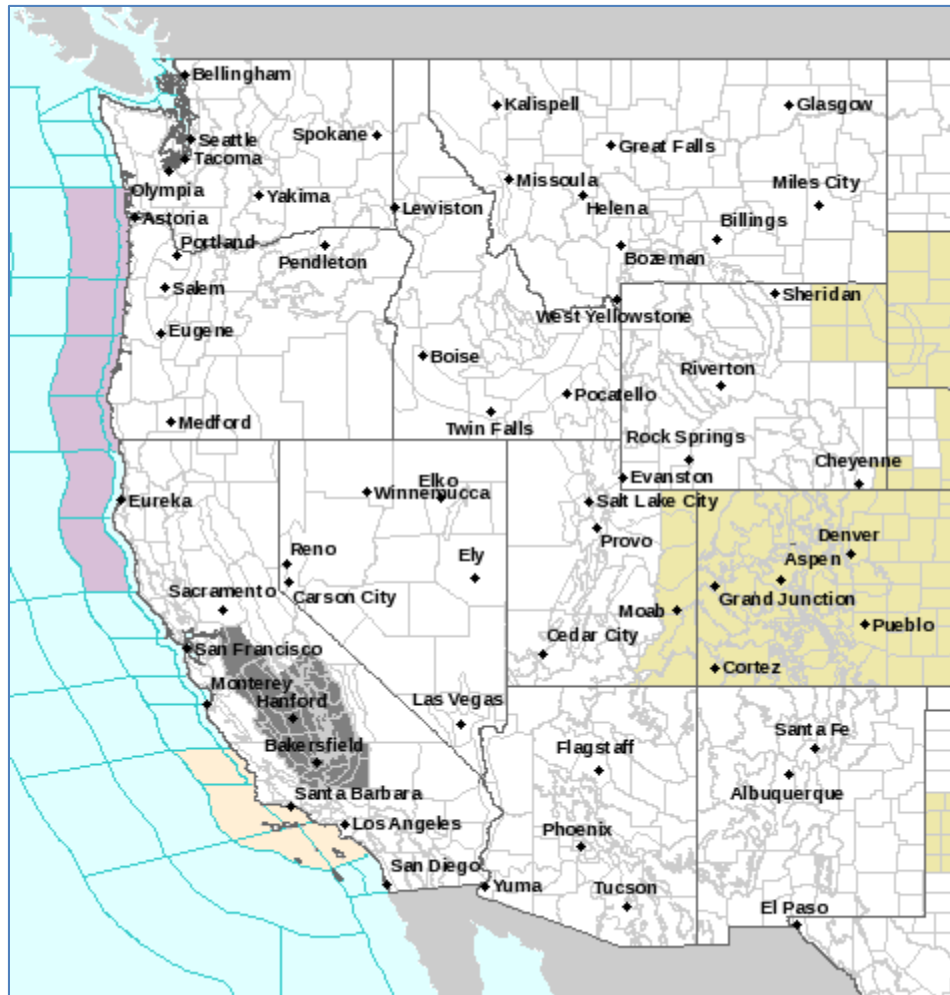 Bellingham
Kalispell
Glasgow
Seattle
Spokane
Great Falls
Tacoma
Missoula
Miles City
Olympia
Yakima
Helena
Lewiston
Astoria
Billings
Portland
Bozeman
Pendleton
Salem
Sheridan
West Yellowstone
Eugene
Boise
Riverton
Pocatello
Medford
Twin Falls
Rock Springs
Cheyenne
Evanston
Elko
Winnemucca
Eureka
Salt Lake City
Denver
Provo
Reno
Ely
Aspen
Sacramento
Carson City
Grand Junction
Moab
Pueblo
Cedar City
San Francisco
Cortez
Monterey
Hanford
Las Vegas
Santa Fe
Bakersfield
Flagstaff
Albuquerque
Santa Barbara
Los Angeles
Phoenix
San Diego
Yuma
Tucson
El Paso